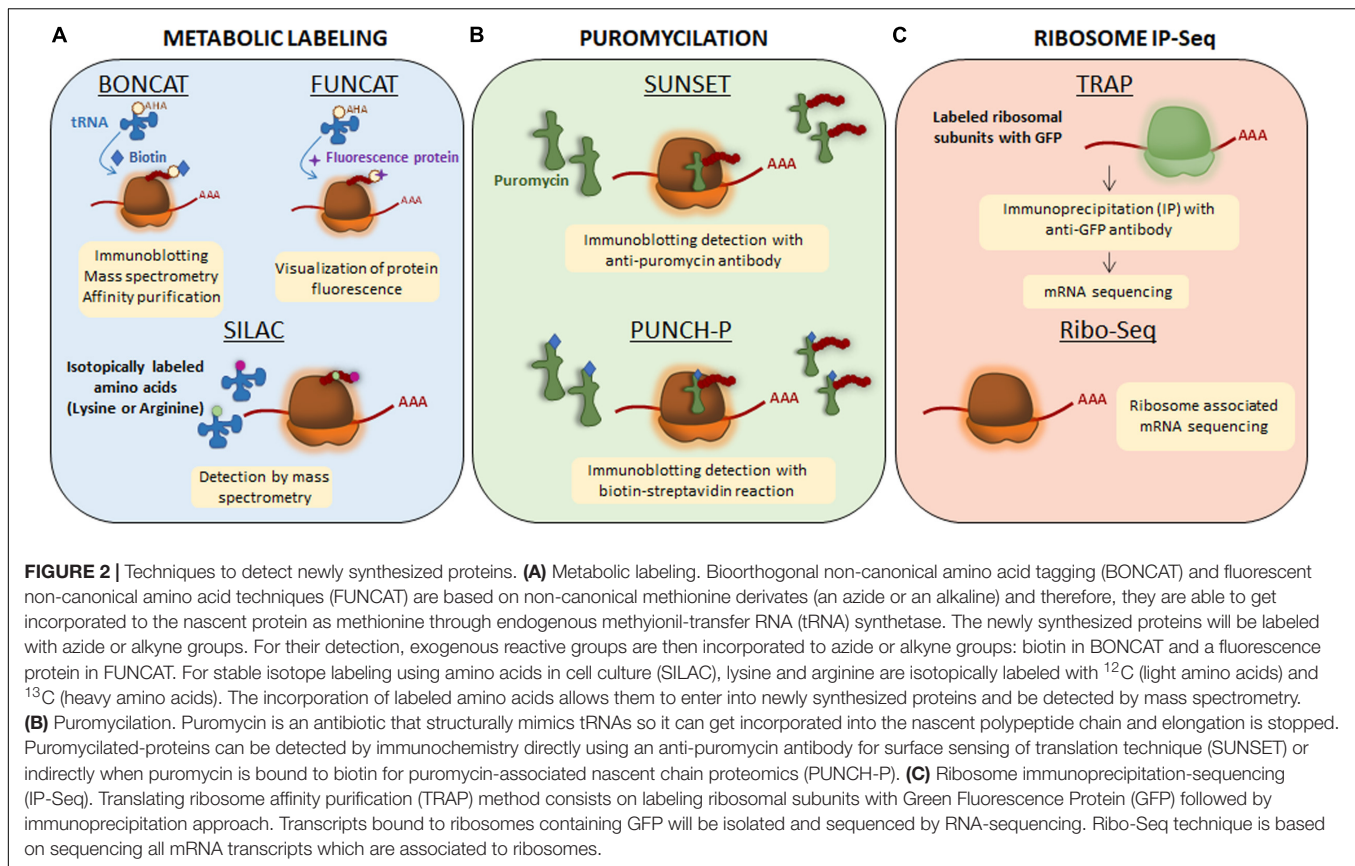 A METABOLIC LABELING
BONCAT
AHA
tRNA
Biotin
AAA
Immunoblotting
Mass spectrometry
Affinity purification
FUNCAT
AHA
Fluorescence protein
AAA
Visualization of protein
fluorescence
SILAC
Isotopically labeled
amino acids
(Lysine or Arginine)
AAA
Detection by mass
spectrometry
B PUROMYCILATION
SUNSET
Puromycin
AAA
Immunoblotting detection with
anti-puromycin antibody
PUNCH-P
AAA
Immunoblotting detection with
biotin-streptavidin reaction
C RIBOSOME IP-Seq
TRAP
Labeled ribosomal
subunits with GFP
AAA
Immunoprecipitation (IP) with
anti-GFP antibody
mRNA sequencing
Ribo-Seq
AAA
Ribosome associated
mRNA sequencing
FIGURE 2 | Techniques to detect newly synthesized proteins. (A) Metabolic labeling. Bioorthogonal non-canonical amino acid tagging (BONCAT) and fluorescent
non-canonical amino acid techniques (FUNCAT) are based on non-canonical methionine derivates (an azide or an alkaline) and therefore, they are able to get
incorporated to the nascent protein as methionine through endogenous methyionil-transfer RNA (tRNA) synthetase. The newly synthesized proteins will be labeled
with azide or alkyne groups. For their detection, exogenous reactive groups are then incorporated to azide or alkyne groups: biotin in BONCAT and a fluorescence
protein in FUNCAT. For stable isotope labeling using amino acids in cell culture (SILAC), lysine and arginine are isotopically labeled with ¹²C (light amino acids) and
¹³C (heavy amino acids). The incorporation of labeled amino acids allows them to enter into newly synthesized proteins and be detected by mass spectrometry.
(B) Puromycilation. Puromycin is an antibiotic that structurally mimics tRNAs so it can get incorporated into the nascent polypeptide chain and elongation is stopped.
Puromycilated-proteins can be detected by immunochemistry directly using an anti-puromycin antibody for surface sensing of translation technique (SUNSET) or
indirectly when puromycin is bound to biotin for puromycin-associated nascent chain proteomics (PUNCH-P). (C) Ribosome immunoprecipitation-sequencing
(IP-Seq). Translating ribosome affinity purification (TRAP) method consists on labeling ribosomal subunits with Green Fluorescence Protein (GFP) followed by
immunoprecipitation approach. Transcripts bound to ribosomes containing GFP will be isolated and sequenced by RNA-sequencing. Ribo-Seq technique is based
on sequencing all mRNA transcripts which are associated to ribosomes.